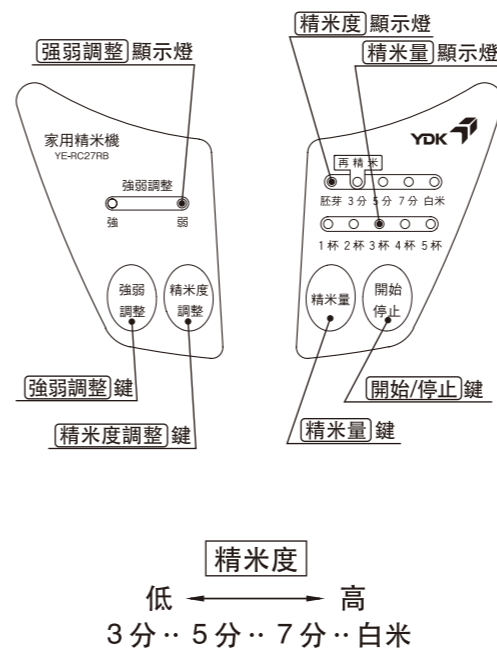 强弱調整 顯示燈
精米度 顯示燈
精米量 顯示燈
家用精米機
YE-RC27RB
強弱調整
強 弱
強弱
調整
精米度
調整
YDK
再精米
胚芽 3分 5分 7分 白米
1杯 2杯 3杯 4杯 5杯
精米量
開始
停止
強弱調整 鍵
精米度調整 鍵
開始/停止 鍵
精米量 鍵
精米度
低 高
3分‥5分‥7分‥白米